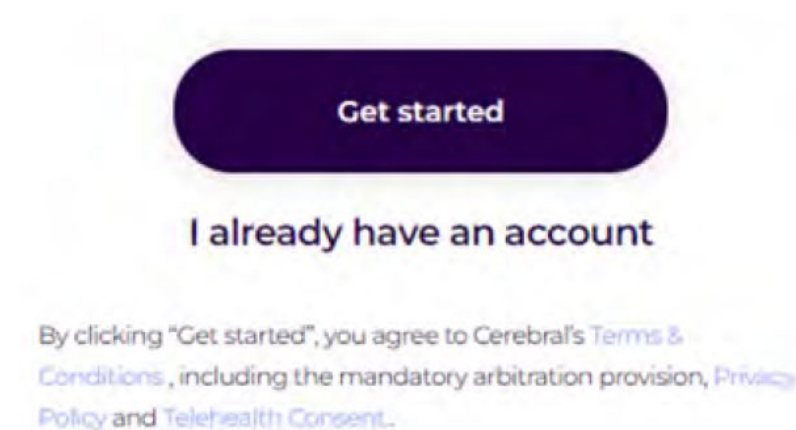 Get started
I already have an account
By clicking “Get started”, you agree to Cerebral’s Terms &
Conditions , including the mandatory arbitration provision, Privacy
Policy and Telehealth Consent..